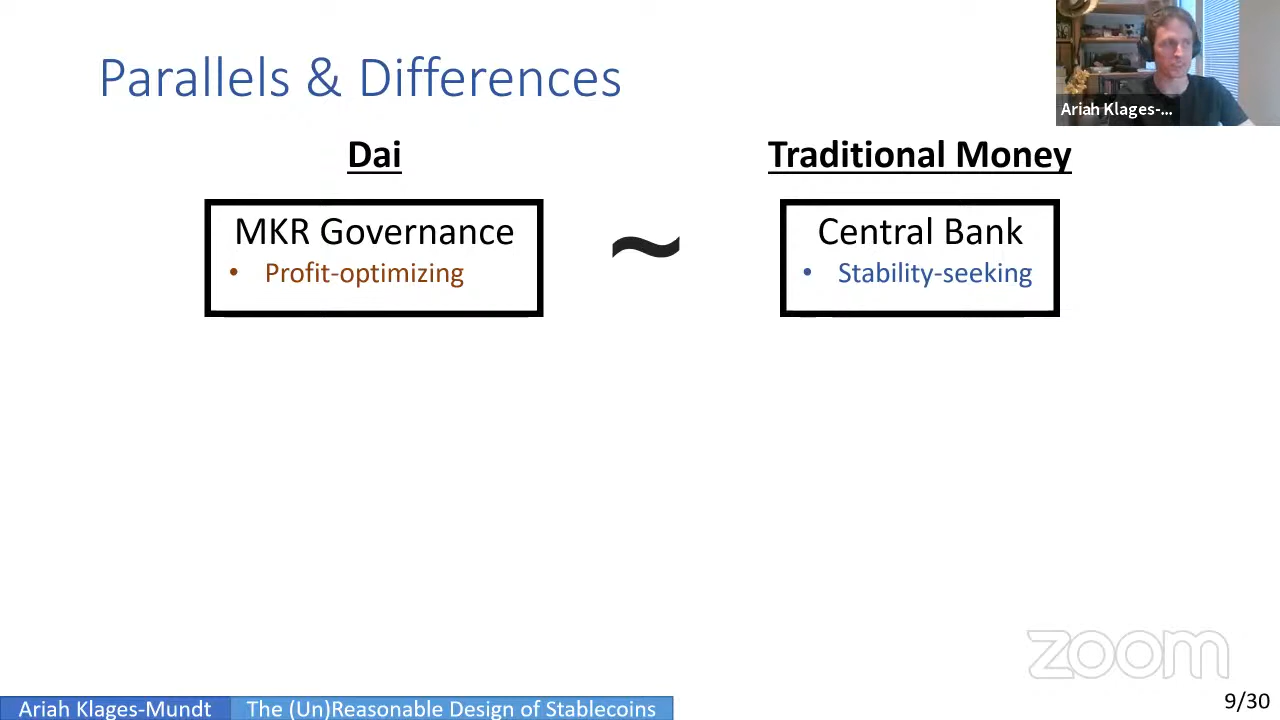 Parallels & Differences
Ariah Klages-...
Dai
Traditional Money
MKR Governance
• Profit-optimizing
~
Central Bank
• Stability-seeking
zoom
Ariah Klages-Mundt
The (Un)Reasonable Design of Stablecoins
9/30